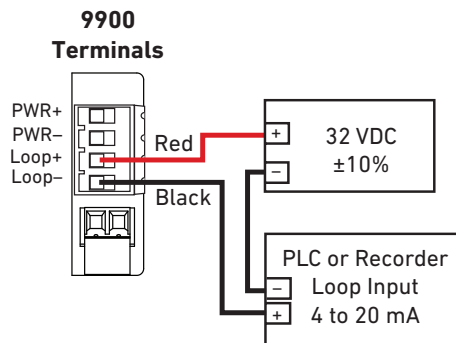 9900
Terminals
PWR+
PWR–
Loop+
Loop–
Red
Black
+
–
32 VDC
±10%
PLC or Recorder
Loop Input
4 to 20 mA
–
+